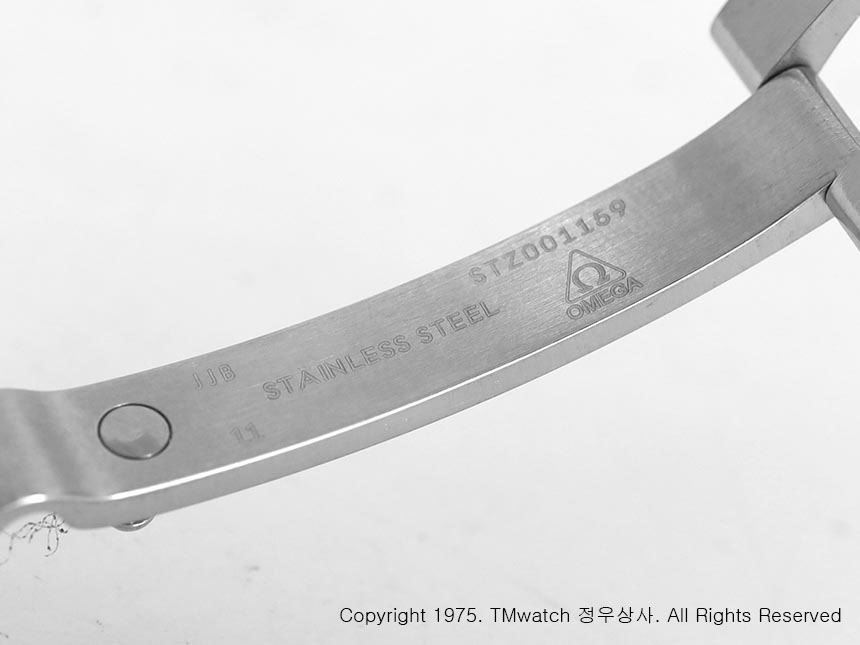 STZ001159
Ω
OMEGA
STAINLESS STEEL
JJB
11
Copyright 1975. TMwatch 정우상사. All Rights Reserved